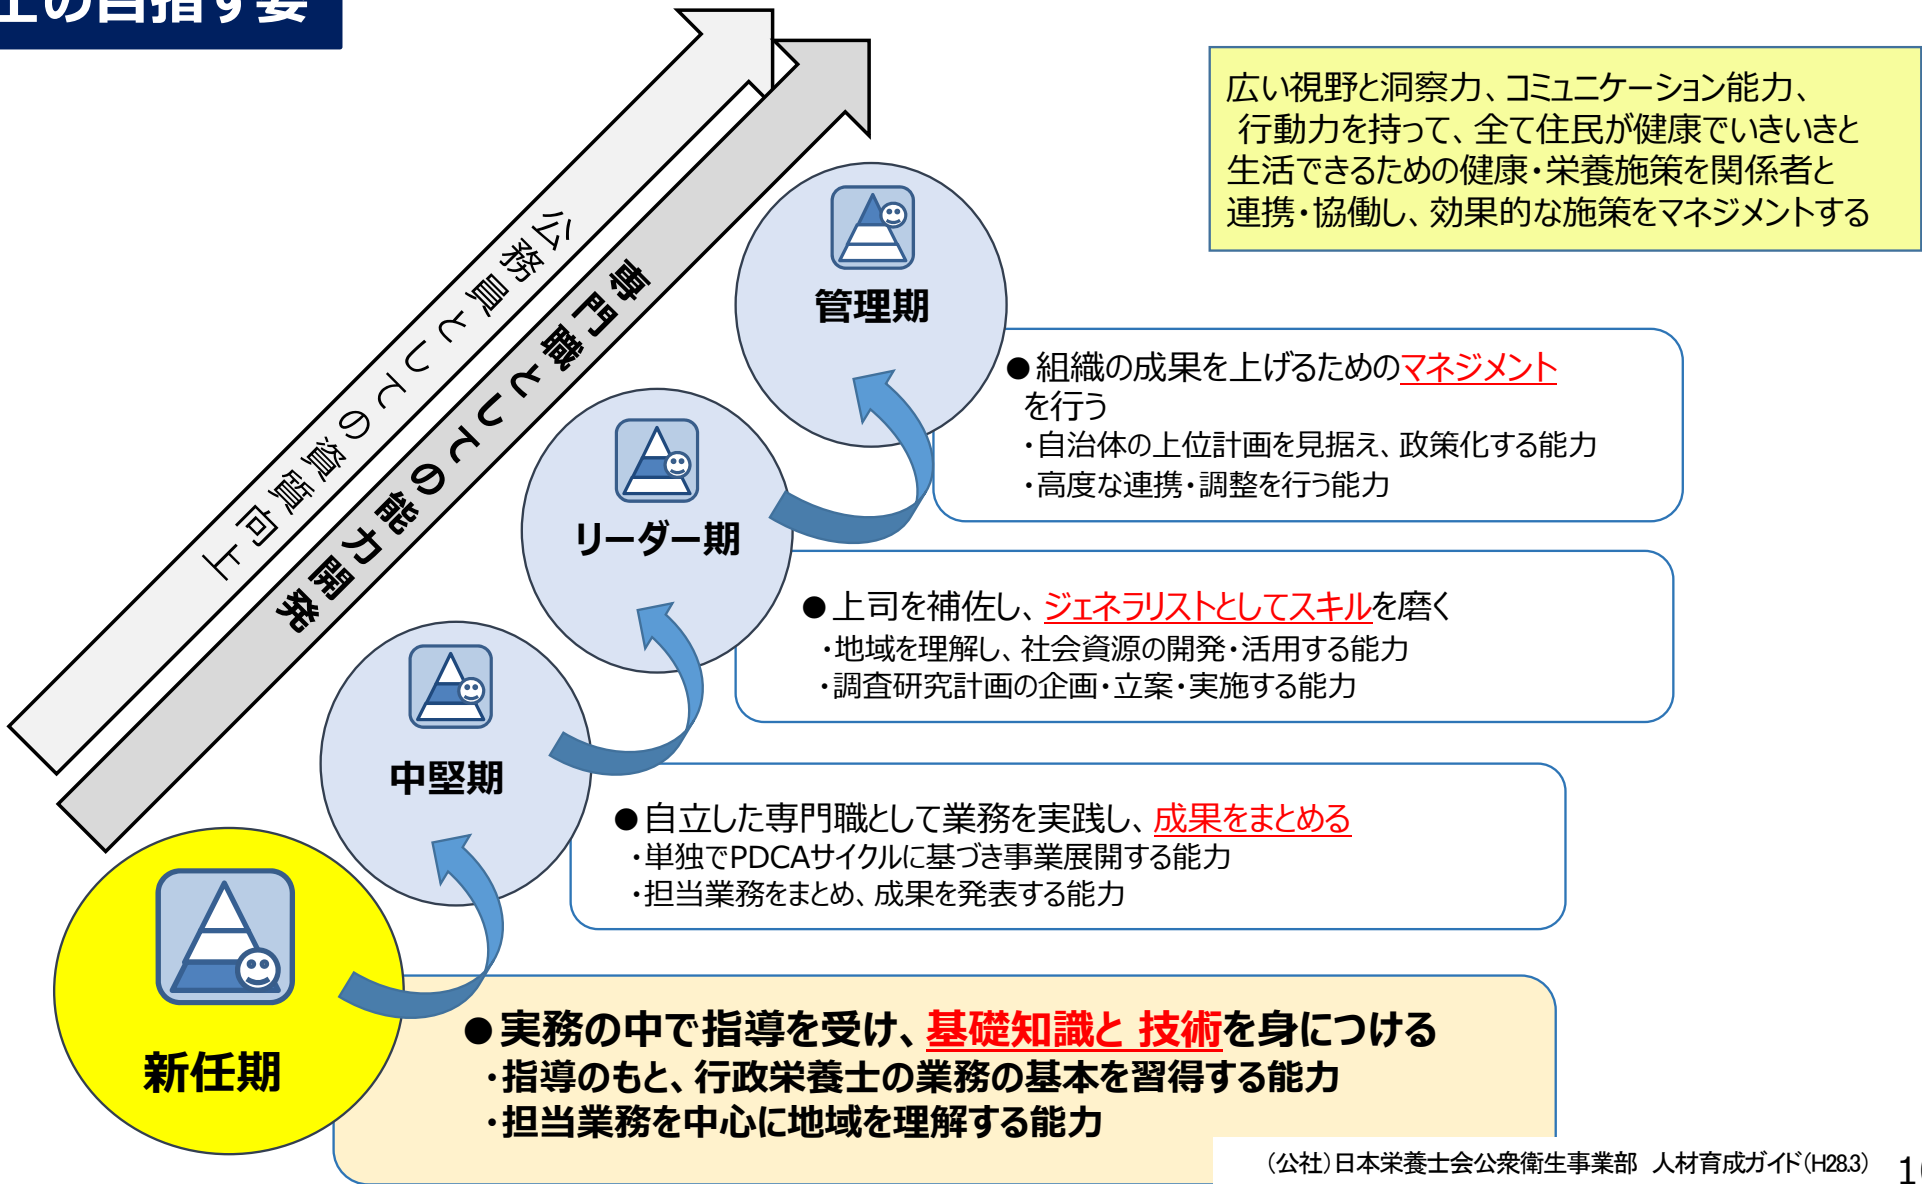 士の目指す姿
広い視野と洞察力、コミュニケーション能力、
行動力を持って、全て住民が健康でいきいきと
生活できるための健康・栄養施策を関係者と
連携・協働し、効果的な施策をマネジメントする
公務員としての資質向上
専門職としての能力開発
管理期
●組織の成果を上げるためのマネジメント
を行う
・自治体の上位計画を見据え、政策化する能力
・高度な連携・調整を行う能力
リーダー期
●上司を補佐し、ジェネラリストとしてスキルを磨く
・地域を理解し、社会資源の開発・活用する能力
・調査研究計画の企画・立案・実施する能力
中堅期
●自立した専門職として業務を実践し、成果をまとめる
・単独でPDCAサイクルに基づき事業展開する能力
・担当業務をまとめ、成果を発表する能力
新任期
●実務の中で指導を受け、基礎知識と 技術を身につける
・指導のもと、行政栄養士の業務の基本を習得する能力
・担当業務を中心に地域を理解する能力
（公社）日本栄養士会公衆衛生事業部 人材育成ガイド（H28.3）